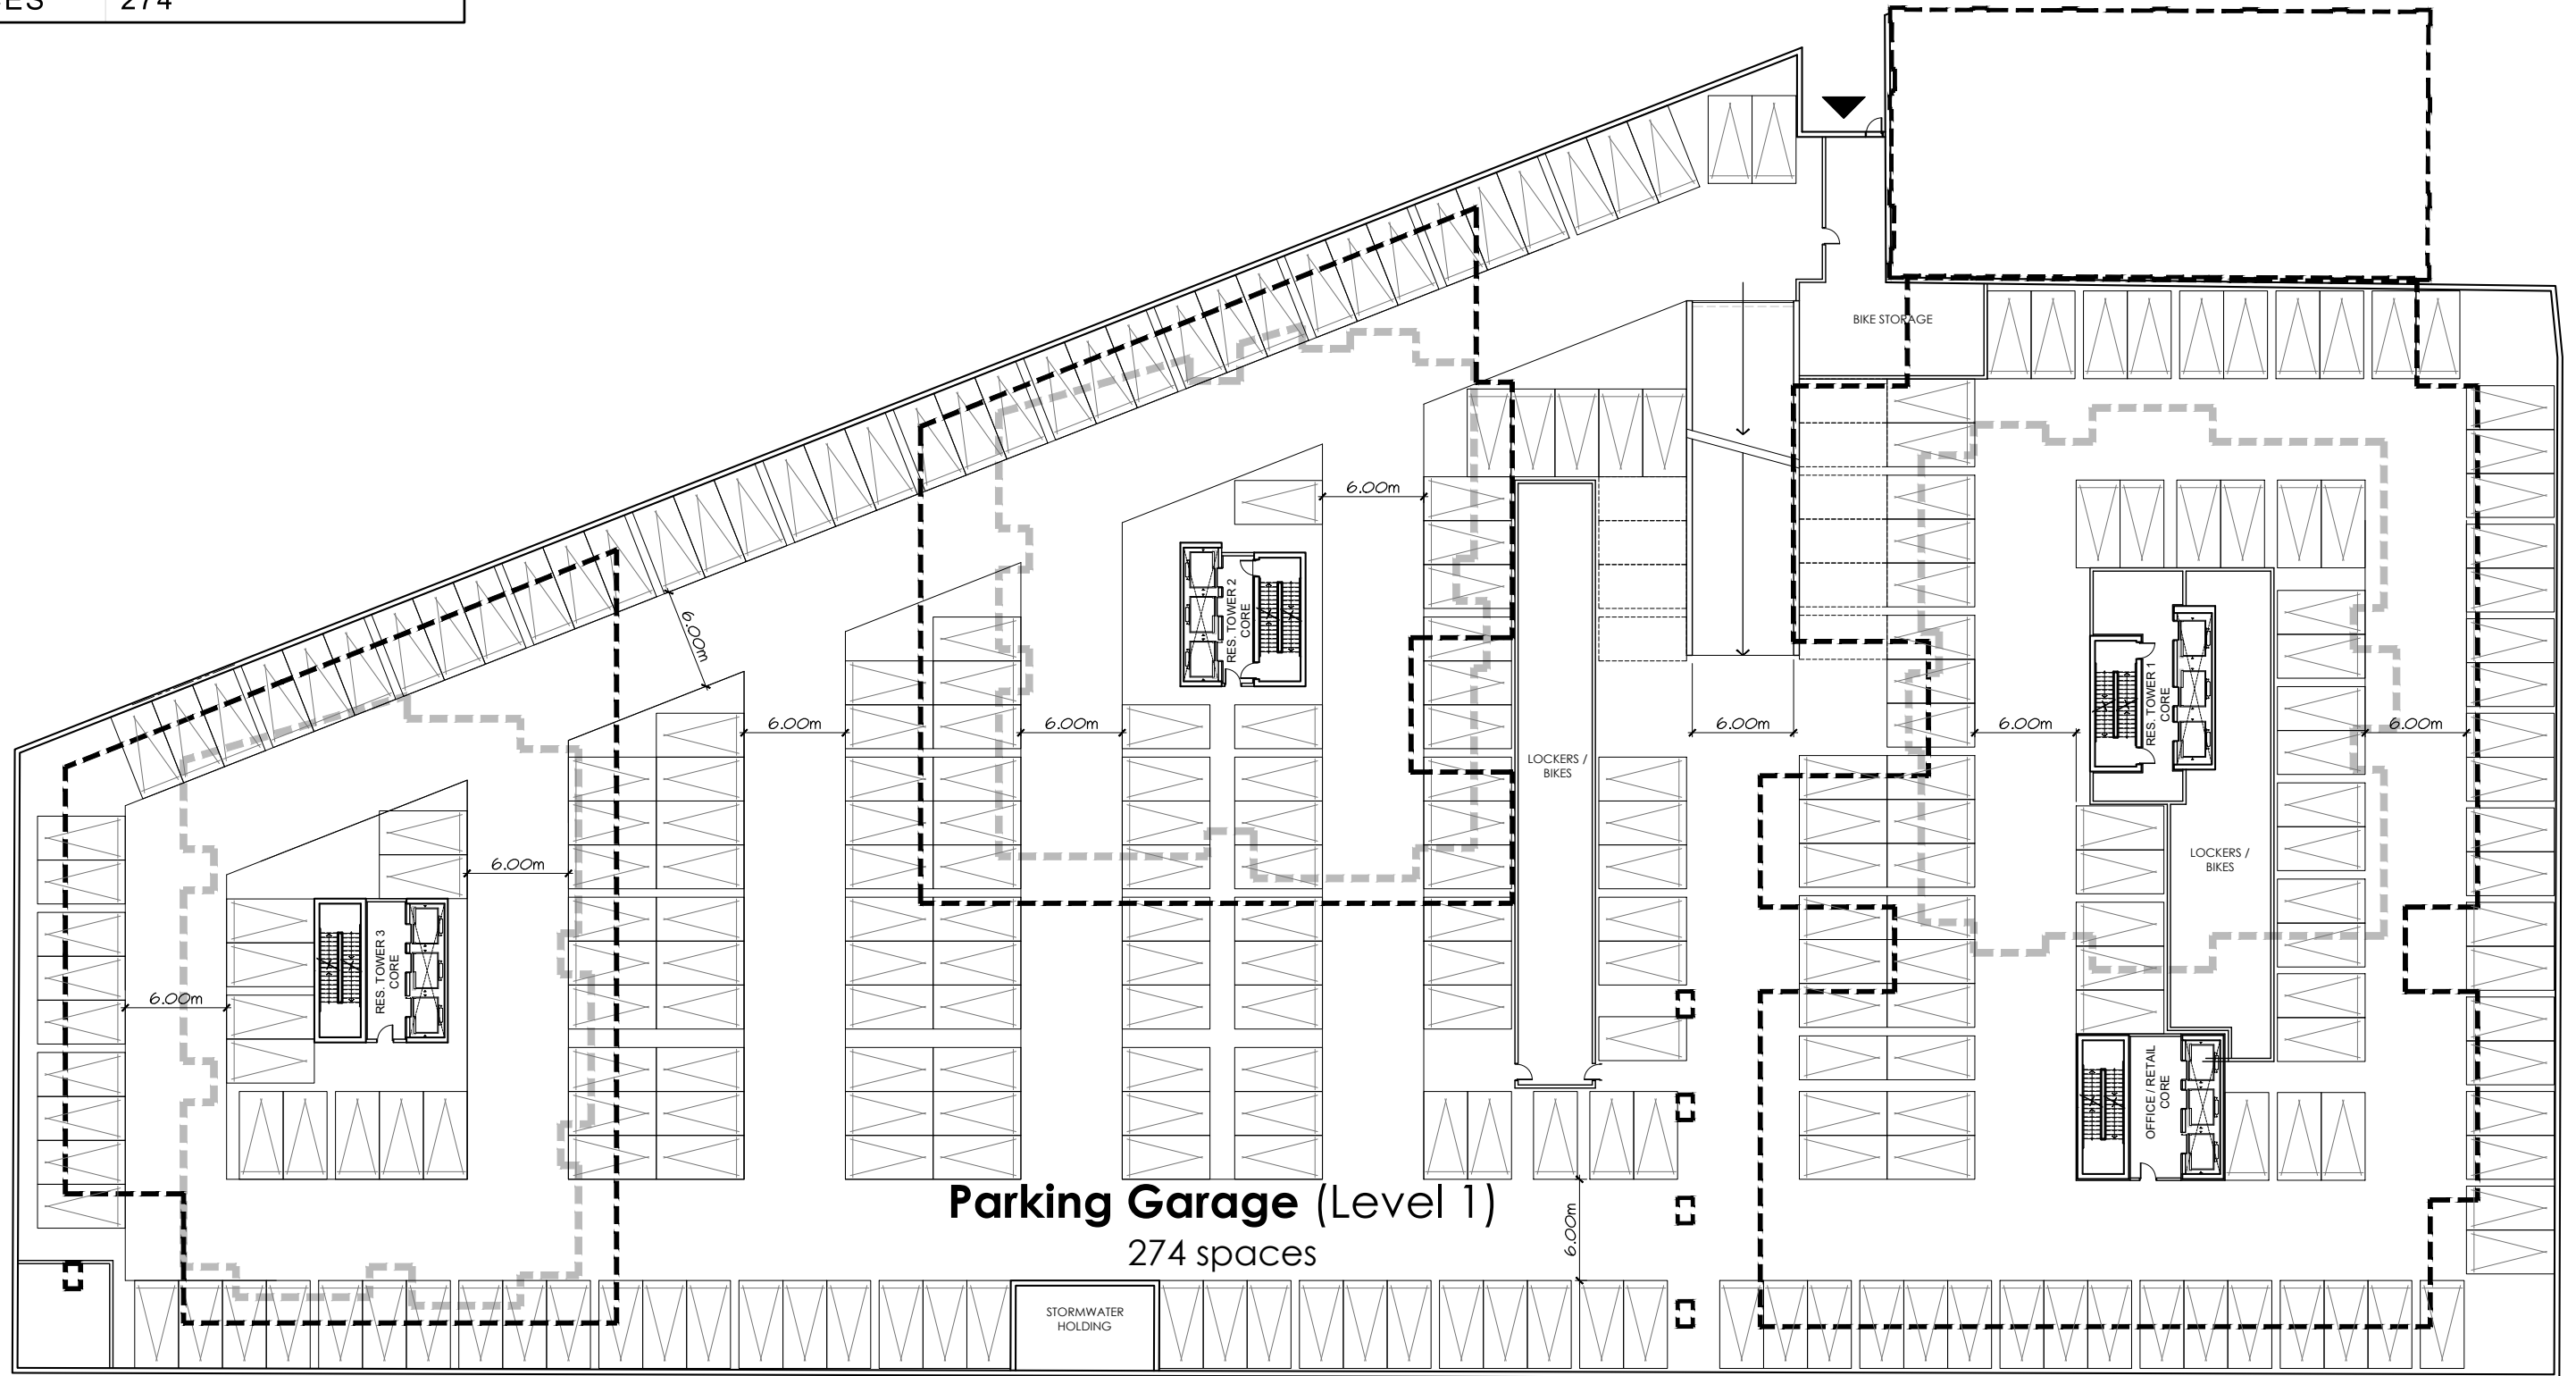 274
BIKE STORAGE
6.00m
RES. TOWER 2
CORE
6.00m
RES. TOWER 1
CORE
6.00m
6.00m
6.00m
6.00m
6.00m
LOCKERS /
BIKES
6.00m
LOCKERS /
BIKES
RES. TOWER 3
CORE
6.00m
OFFICE / RETAIL
CORE
Parking Garage (Level 1)
274 spaces
6.00m
STORMWATER
HOLDING